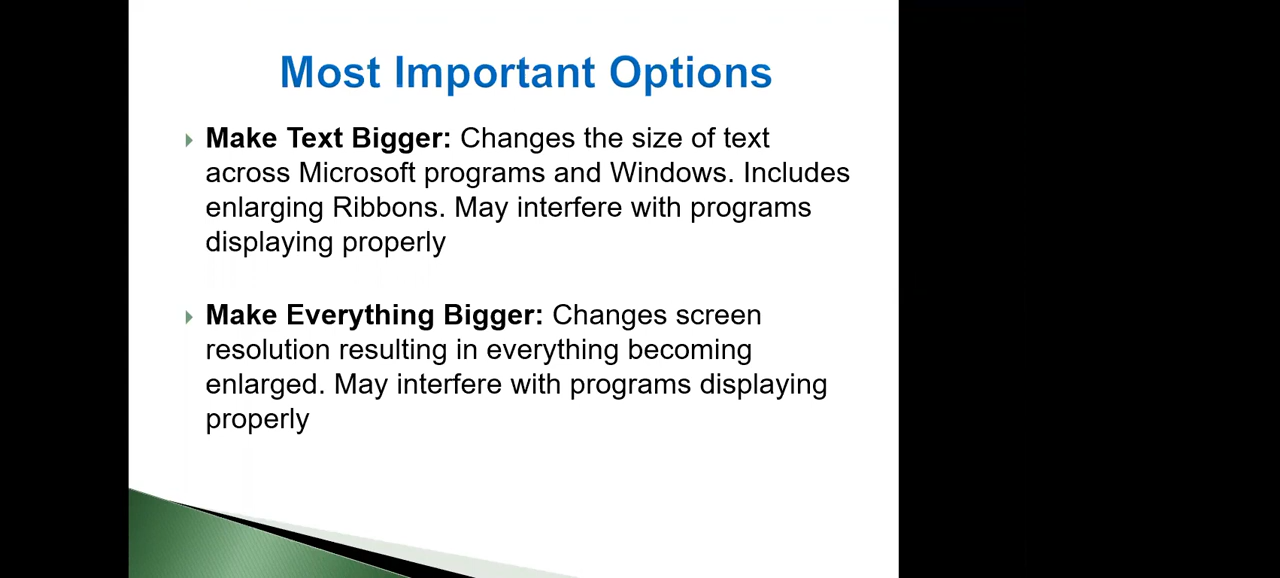 Most Important Options
Make Text Bigger: Changes the size of text
across Microsoft programs and Windows. Includes
enlarging Ribbons. May interfere with programs
displaying properly
Make Everything Bigger: Changes screen
resolution resulting in everything becoming
enlarged. May interfere with programs displaying
properly